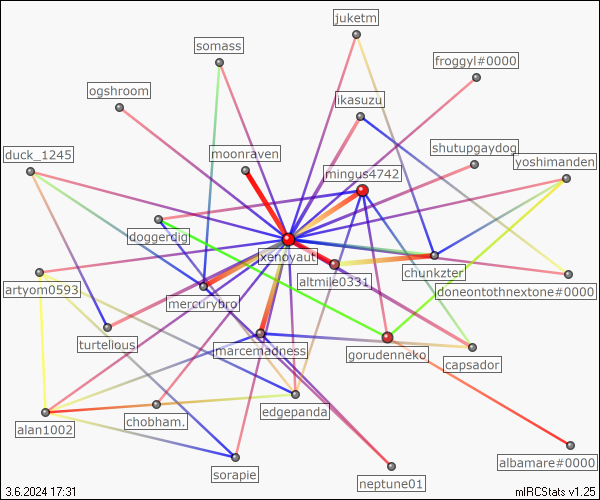 juketm
somass
froggyl#0000
ogshroom
ikasuzu
duck_1245
moonraven
shutupgaydog
yoshimanden
mingus4742
doggerdig
xenoyaut
altmile0331
chunkzter
artyom0593
doneontothnextone#0000
mercurybro
turtelious
marcemadness
gorudenneko
capsador
edgepanda
chobham.
alan1002
albamare#0000
sorapie
neptune01
3.6.2024 17:31
mIRCStats v1.25